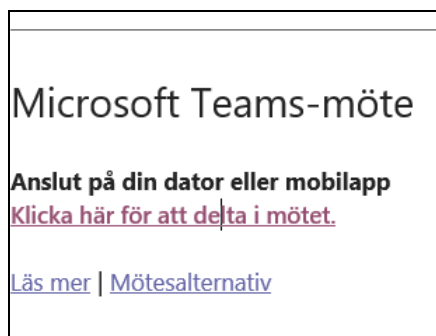 Microsoft Teams-möte
Anslut på din dator eller mobilapp
Klicka här för att delta i mötet.
Läs mer | Mötesalternativ